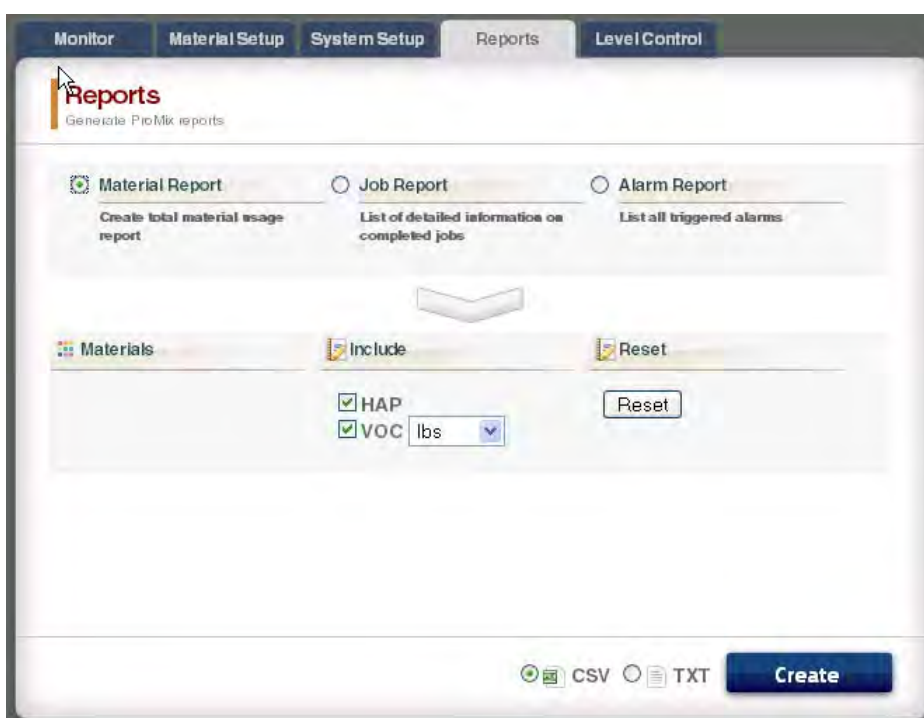 Monitor Material Setup System Setup Reports Level Control
Reports
Generate ProMix reports
Material Report
Create total material usage
report
Job Report
List of detailed information on
completed jobs
Alarm Report
List all triggered alarms
Materials
Include
HAP
VOC lbs
Reset
Reset
CSV TXT Create